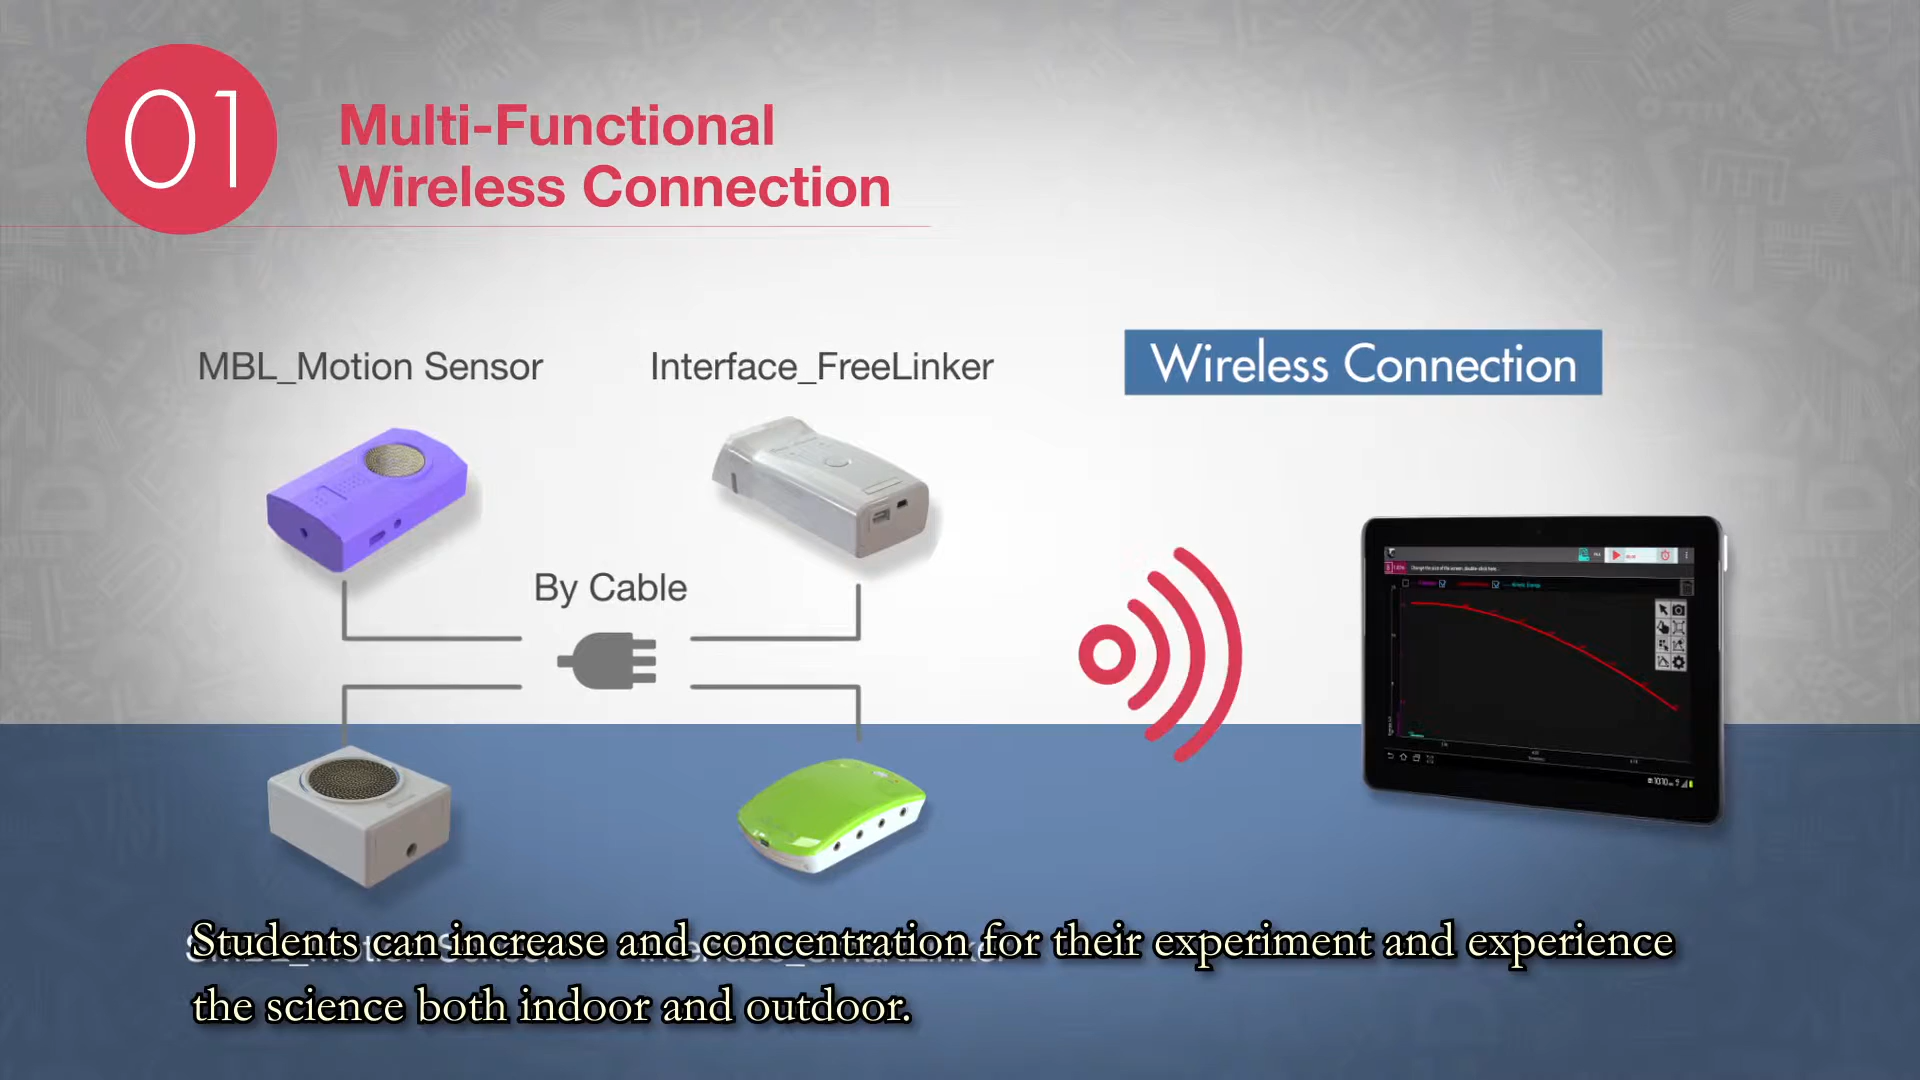 01
Multi-Functional
Wireless Connection
MBL_Motion Sensor
Interface_FreeLinker
Wireless Connection
By Cable
Students can increase and concentration for their experiment and experience
the science both indoor and outdoor.